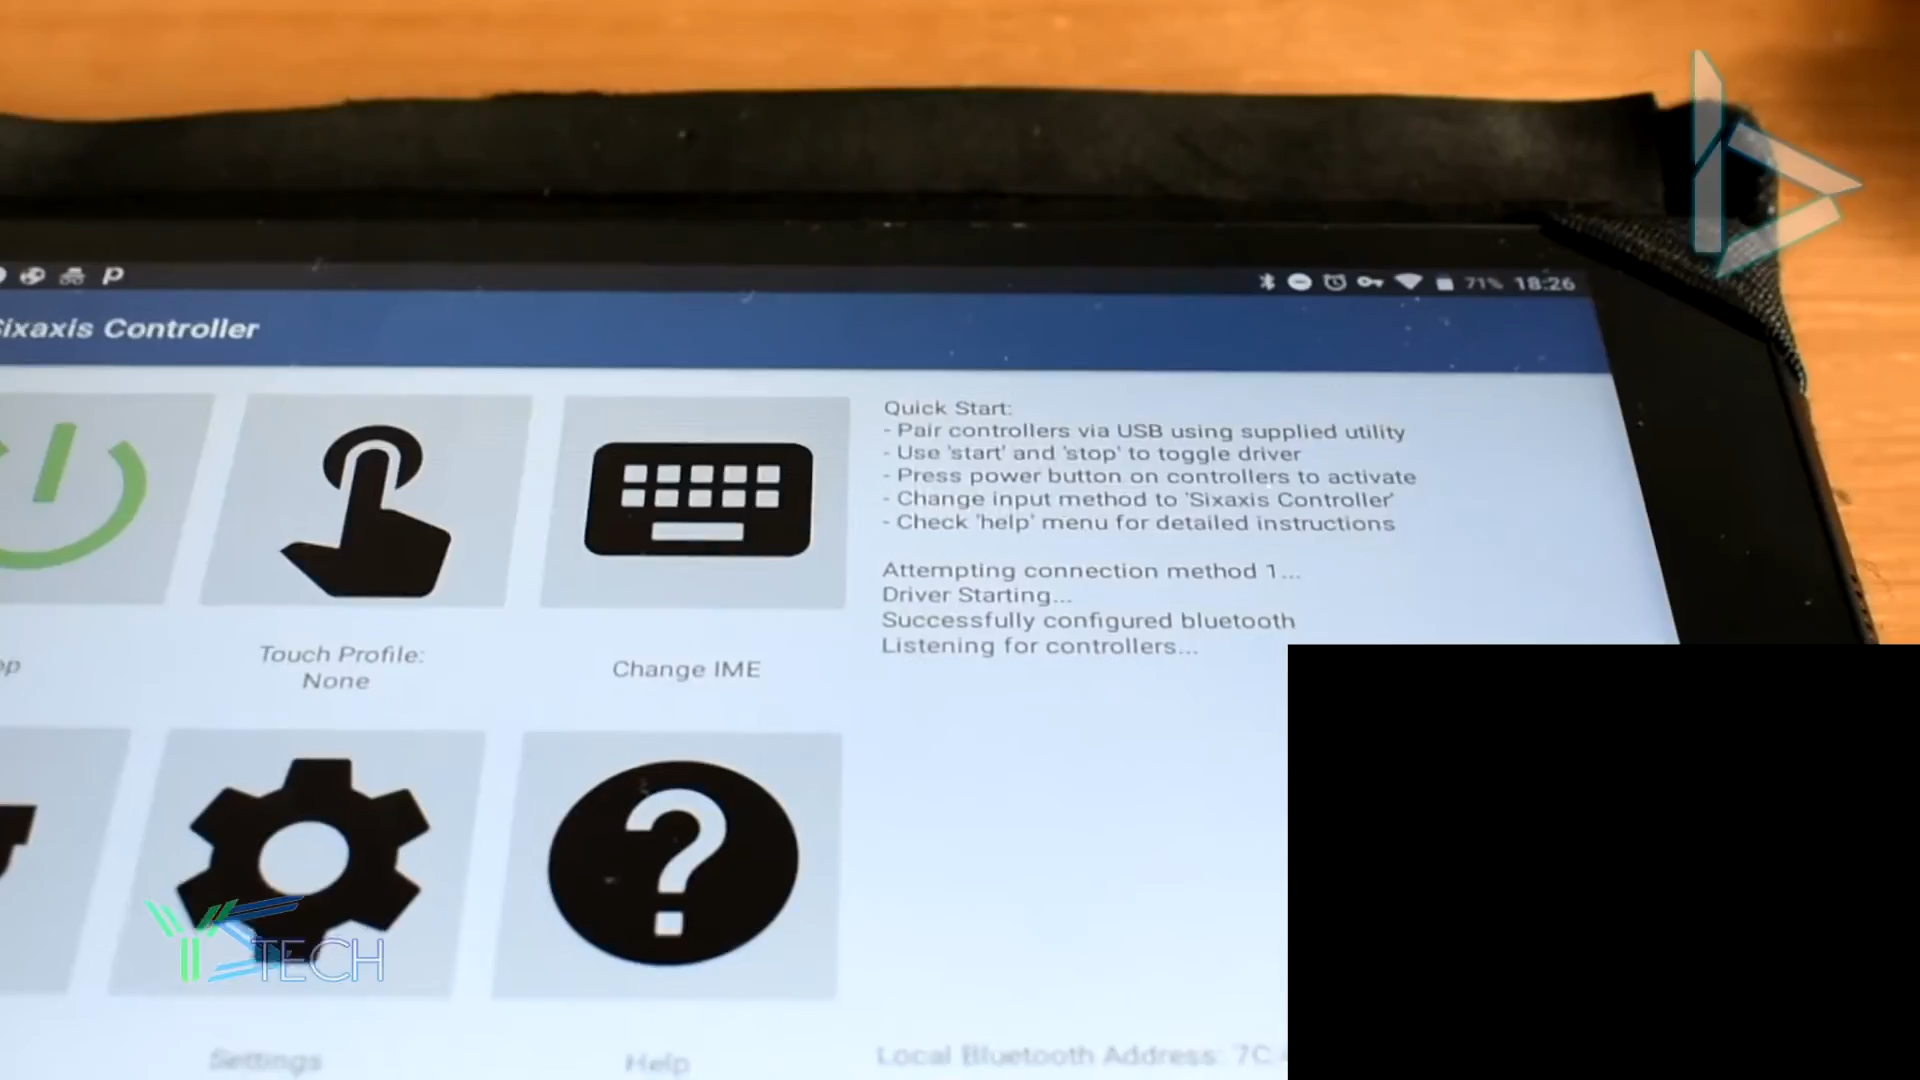 71% 18:26
Sixaxis Controller
Quick Start:
- Pair controllers via USB using supplied utility
- Use 'start' and 'stop' to toggle driver
- Press power button on controllers to activate
- Change input method to 'Sixaxis Controller'
- Check 'help' menu for detailed instructions
Attempting connection method 1...
Driver Starting...
Successfully configured bluetooth
Listening for controllers...
Touch Profile:
None
Change IME
YSTECH
Settings
Help
Local Bluetooth Address: 7C